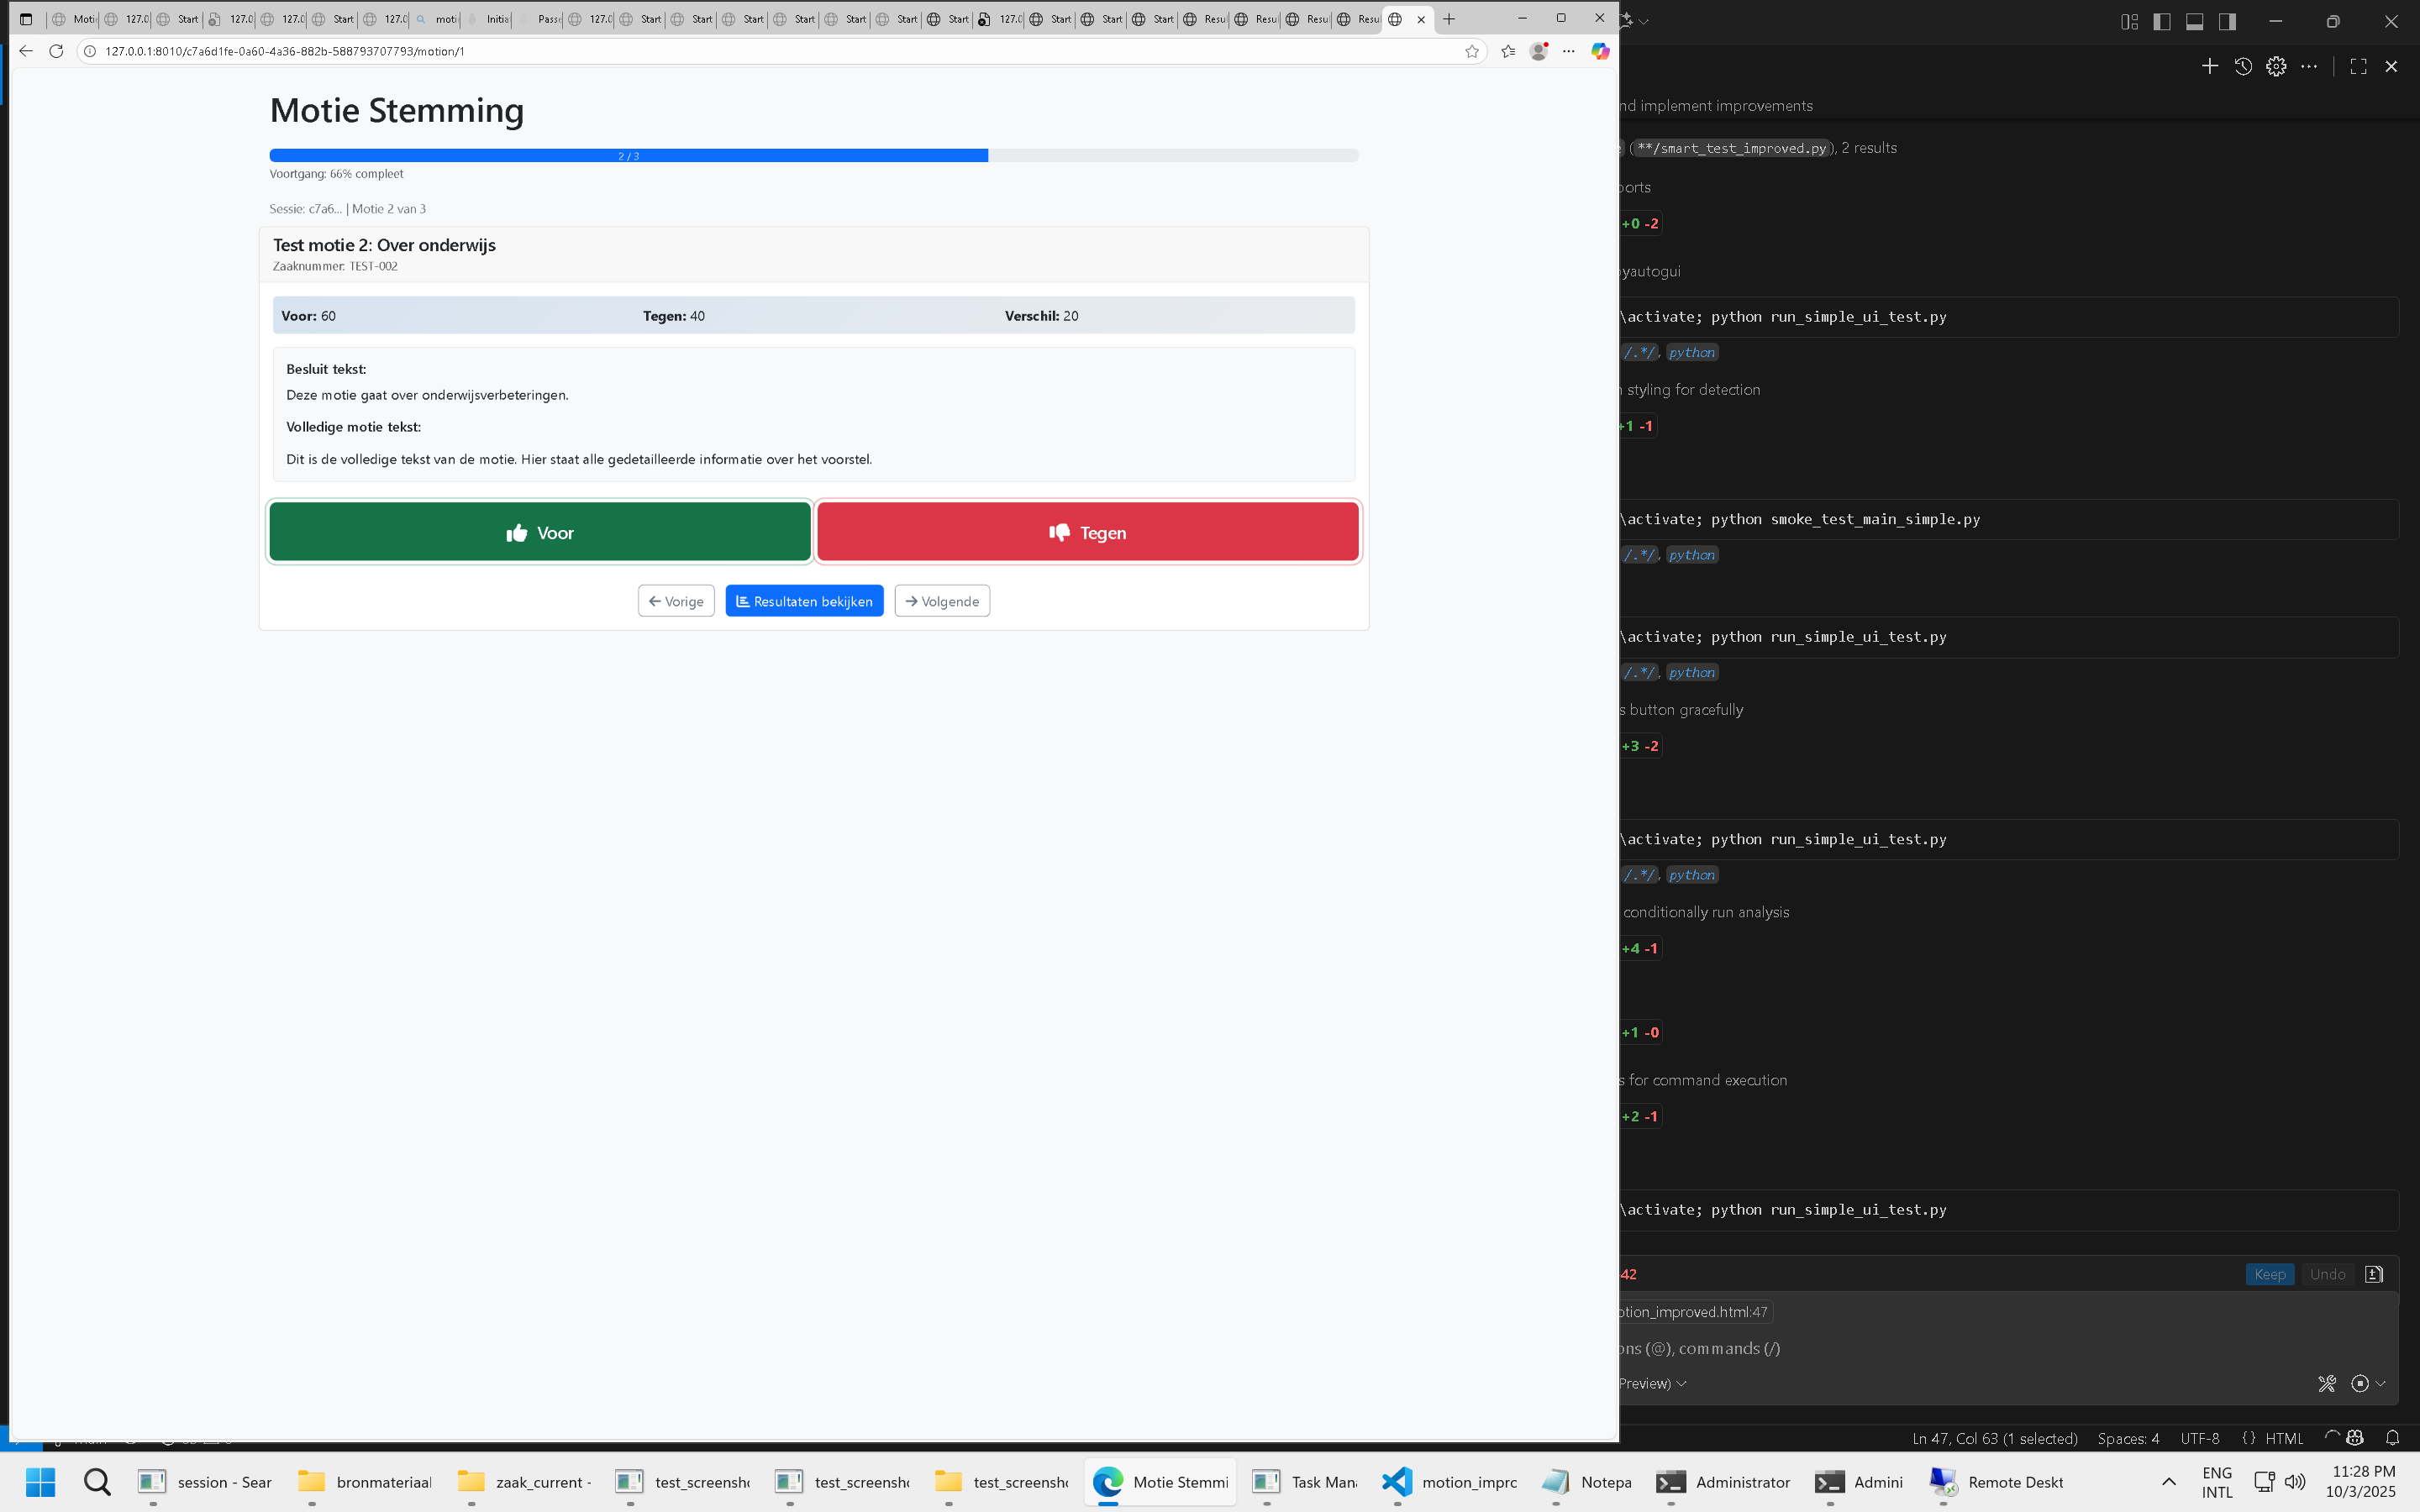 Moti
127.0
Start
127.0
127.0
Start
127.0
moti
Initia
Passe
127.0
Start
Start
Start
Start
Start
Start
Start
127.0
Start
Start
Start
Resu
Resu
Resu
Resu
127.0.0.1:8010/c7a6d1fe-0a60-4a36-882b-588793707793/motion/1
Motie Stemming
2 / 3
Voortgang: 66% compleet
Sessie: c7a6... | Motie 2 van 3
Test motie 2: Over onderwijs
Zaaknummer: TEST-002
Voor: 60 Tegen: 40 Verschil: 20
Besluit tekst:
Deze motie gaat over onderwijsverbeteringen.
Volledige motie tekst:
Dit is de volledige tekst van de motie. Hier staat alle gedetailleerde informatie over het voorstel.
Voor
Tegen
Vorige
Resultaten bekijken
Volgende
nd implement improvements
(**/smart_test_improved.py), 2 results
ports
+0 -2
pyautogui
\activate; python run_simple_ui_test.py
/.*/, python
n styling for detection
+1 -1
\activate; python smoke_test_main_simple.py
/.*/, python
\activate; python run_simple_ui_test.py
/.*/, python
s button gracefully
+3 -2
\activate; python run_simple_ui_test.py
/.*/, python
conditionally run analysis
+4 -1
+1 -0
s for command execution
+2 -1
\activate; python run_simple_ui_test.py
42
Keep
Undo
otion_improved.html:47
ons (@), commands (/)
Preview)
Ln 47, Col 63 (1 selected)
Spaces: 4
UTF-8
{} HTML
session - Sear
bronmateriaal
zaak_current -
test_screensho
test_screensho
test_screensho
Motie Stemmi
Task Mana
motion_impro
Notepa
Administrator
Admini
Remote Deskt
ENG
INTL
11:28 PM
10/3/2025